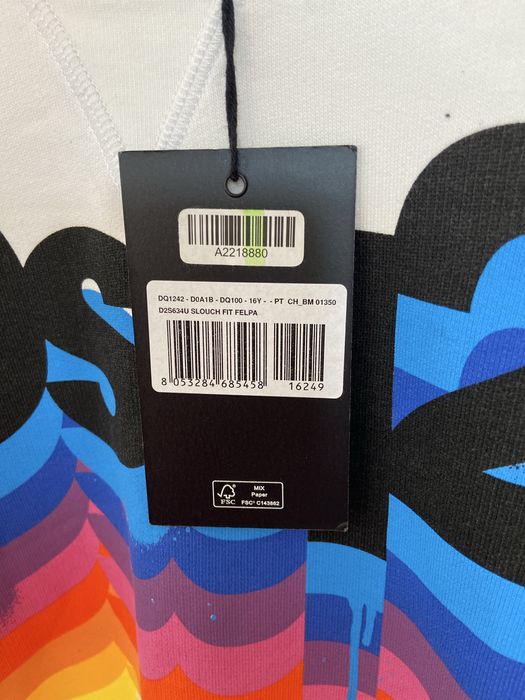 A2218880
DQ1242 - D0A1B - DQ100 - 16Y - - PT CH_BM 01350
D2S634U SLOUCH FIT FELPA
8 053284 685458 16249
FSC
MIX
Paper
FSC® C143862